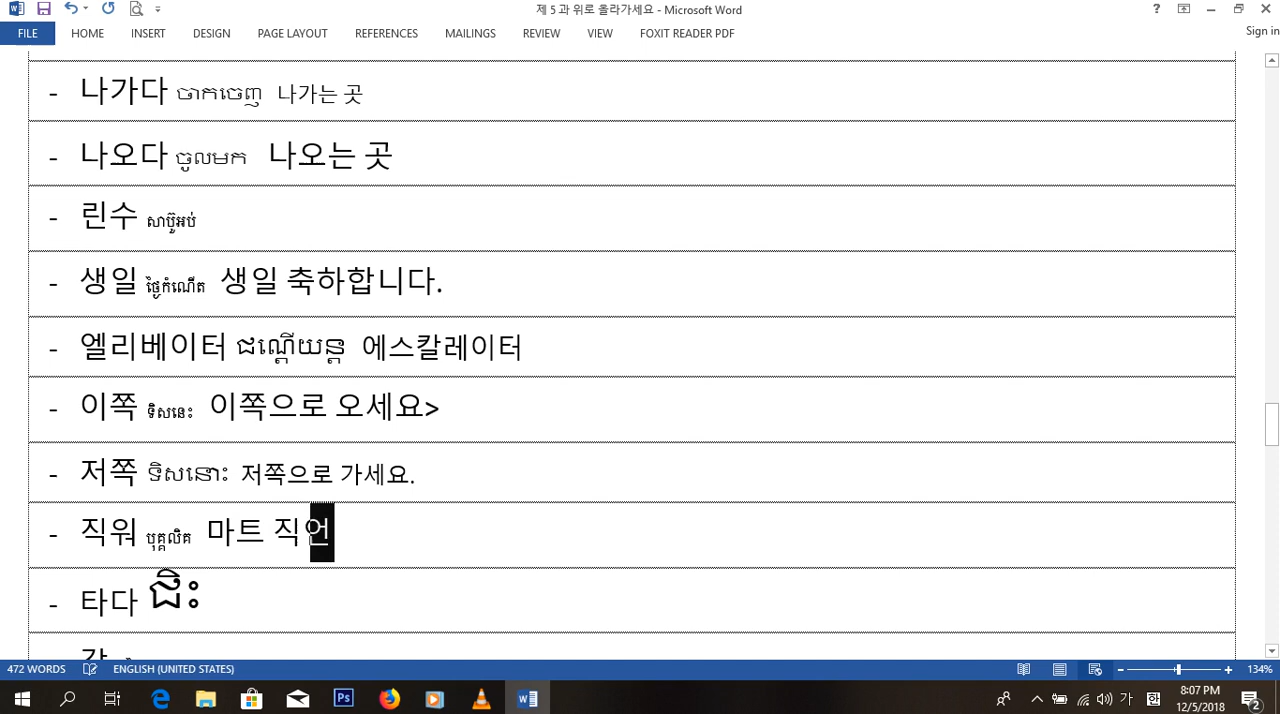 제 5 과 위로 올라가세요 - Microsoft Word
Sign in
FILE HOME INSERT DESIGN PAGE LAYOUT REFERENCES MAILINGS REVIEW VIEW FOXIT READER PDF
- 나가다 ចាកចេញ 나가는 곳
- 나오다 ចូលមក 나오는 곳
- 린수 សាប៊ូអប់
- 생일 ថ្ងៃកំណើត 생일 축하합니다.
- 엘리베이터 ជណ្ដើយន្ត 에스칼레이터
- 이쪽 ទិសនេះ 이쪽으로 오세요>
- 저쪽 ទិសនោះ 저쪽으로 가세요.
- 직워 បុគ្គលិគ 마트 직언
- 타다 ជិះ
472 WORDS ENGLISH (UNITED STATES) 134%
가 한 8:07 PM
12/5/2018
2